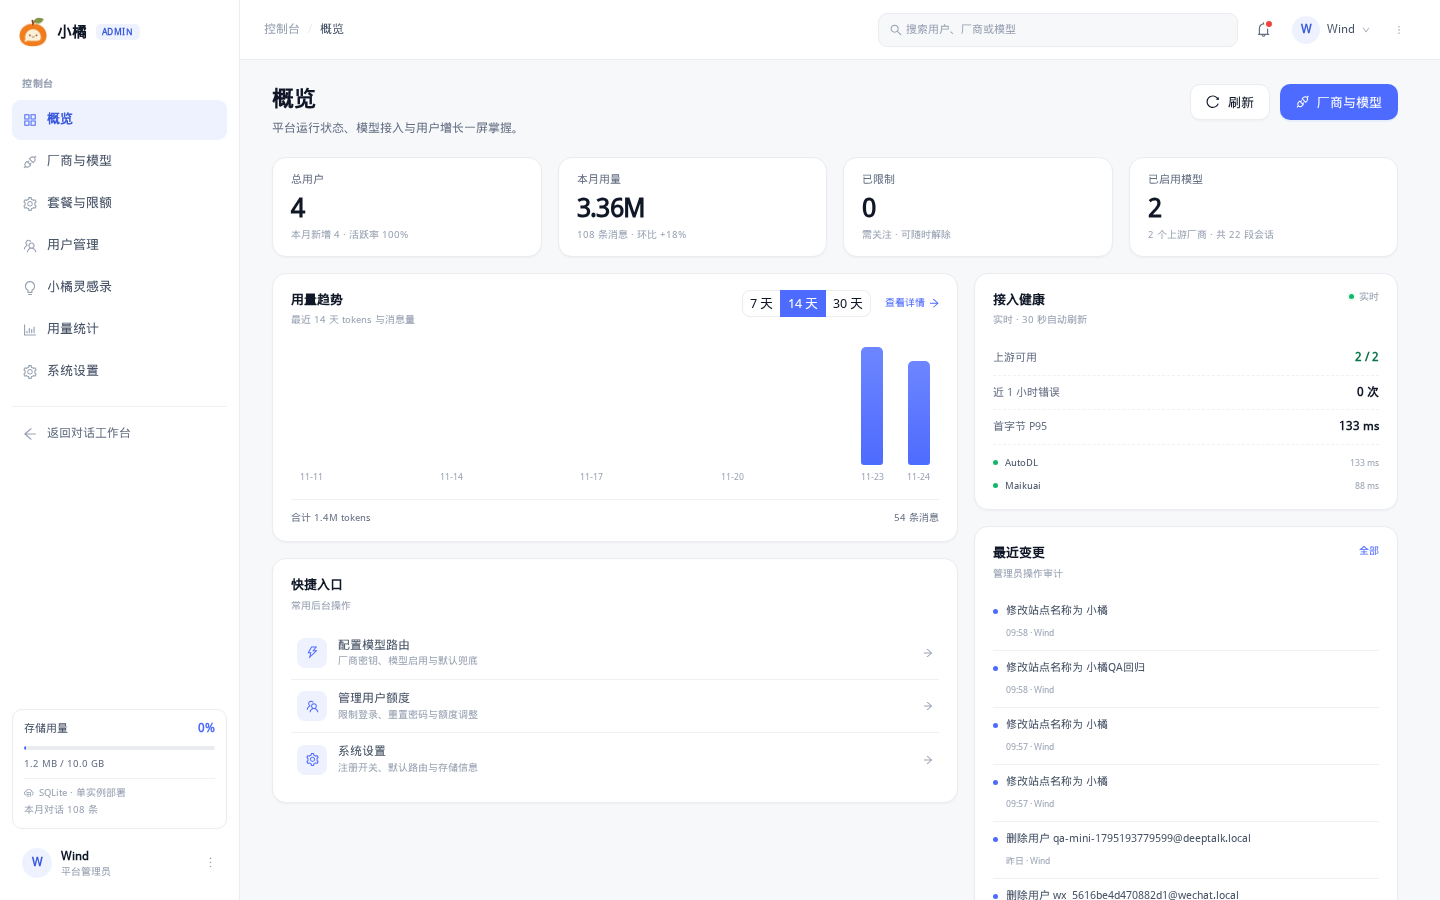 小橘 ADMIN
控制台
概览
厂商与模型
套餐与限额
用户管理
小橘灵感录
用量统计
系统设置
返回对话工作台
存储用量 0%
1.2 MB / 10.0 GB
SQLite · 单实例部署
本月对话 108 条
W Wind
平台管理员
控制台 / 概览
搜索用户、厂商或模型
W Wind
概览
平台运行状态、模型接入与用户增长一屏掌握。
刷新
厂商与模型
总用户
4
本月新增 4 · 活跃率 100%
本月用量
3.36M
108 条消息 · 环比 +18%
已限制
0
需关注 · 可随时解除
已启用模型
2
2 个上游厂商 · 共 22 段会话
用量趋势
最近 14 天 tokens 与消息量
7 天 14 天 30 天 查看详情
11-11 11-14 11-17 11-20 11-23 11-24
合计 1.4M tokens 54 条消息
快捷入口
常用后台操作
配置模型路由
厂商密钥、模型启用与默认兜底
管理用户额度
限制登录、重置密码与额度调整
系统设置
注册开关、默认路由与存储信息
接入健康 实时
实时 · 30 秒自动刷新
上游可用 2 / 2
近 1 小时错误 0 次
首字节 P95 133 ms
AutoDL 133 ms
Maikuai 88 ms
最近变更 全部
管理员操作审计
修改站点名称为 小橘
09:58 · Wind
修改站点名称为 小橘QA回归
09:58 · Wind
修改站点名称为 小橘
09:57 · Wind
修改站点名称为 小橘
09:57 · Wind
删除用户 qa-mini-1795193779599@deeptalk.local
昨日 · Wind
删除用户 wx_5616be4d470882d1@wechat.local